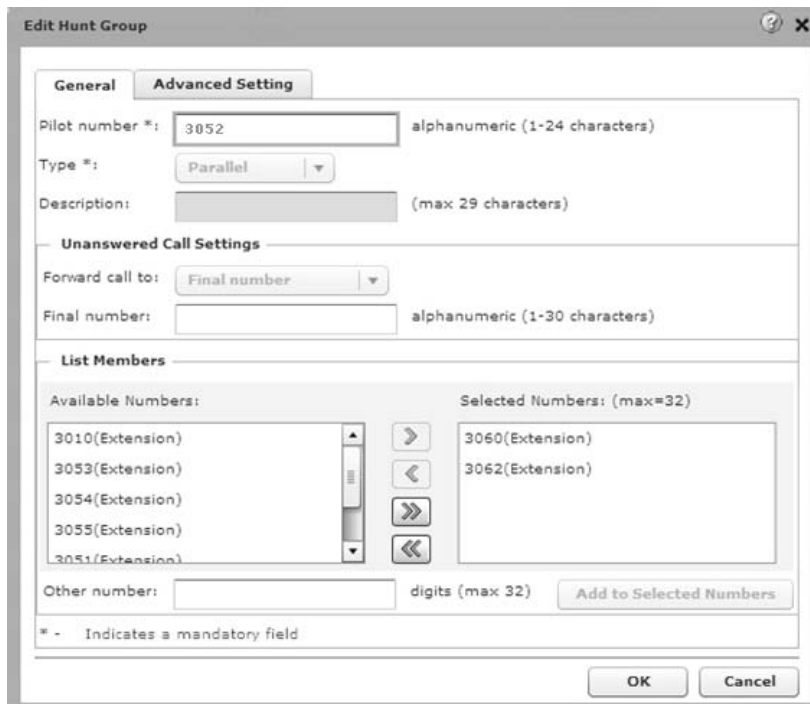 Edit Hunt Group
General Advanced Setting
Pilot number *: 3052 alphanumeric (1-24 characters)
Type *: Parallel
Description: (max 29 characters)
Unanswered Call Settings
Forward call to: Final number
Final number: alphanumeric (1-30 characters)
List Members
Available Numbers: Selected Numbers: (max=32)
3010(Extension) 3060(Extension)
3053(Extension) 3062(Extension)
3054(Extension)
3055(Extension)
3051(Extension)
Other number: digits (max 32) Add to Selected Numbers
* - Indicates a mandatory field
OK Cancel